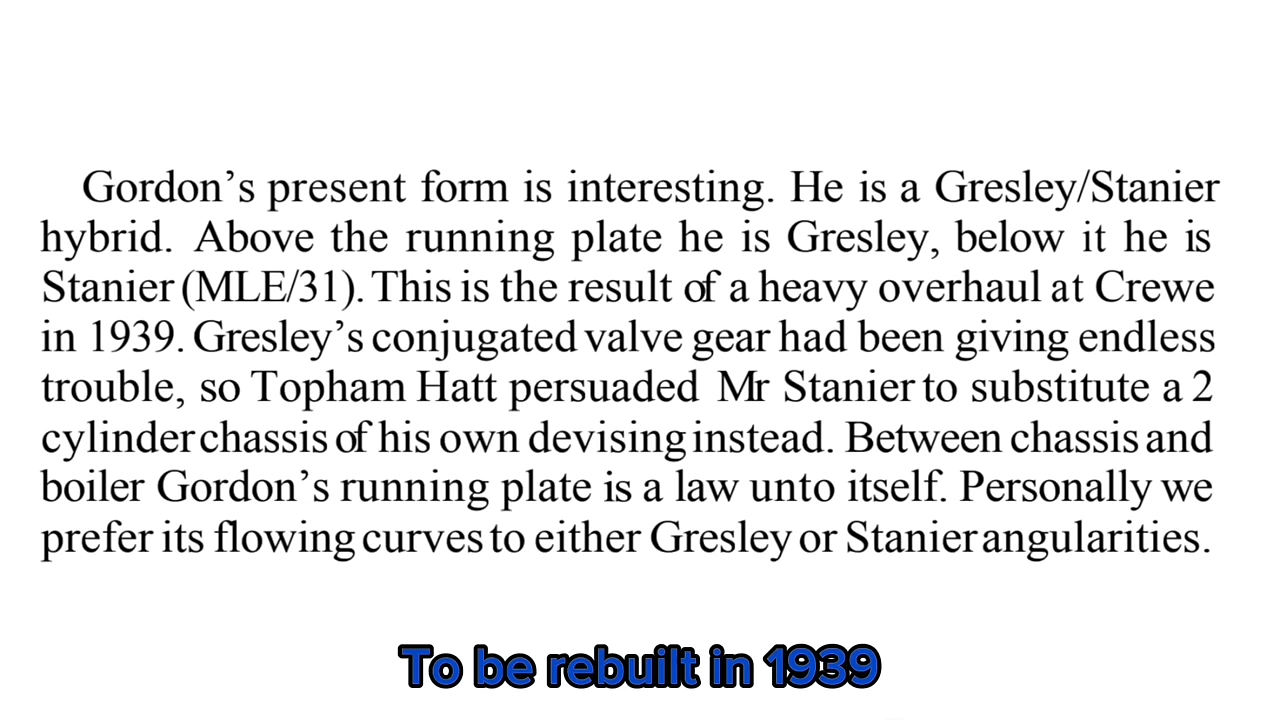 Gordon’s present form is interesting. He is a Gresley/Stanier
hybrid. Above the running plate he is Gresley, below it he is
Stanier (MLE/31). This is the result of a heavy overhaul at Crewe
in 1939. Gresley’s conjugated valve gear had been giving endless
trouble, so Topham Hatt persuaded Mr Stanier to substitute a 2
cylinder chassis of his own devising instead. Between chassis and
boiler Gordon’s running plate is a law unto itself. Personally we
prefer its flowing curves to either Gresley or Stanier angularities.
To be rebuilt in 1939